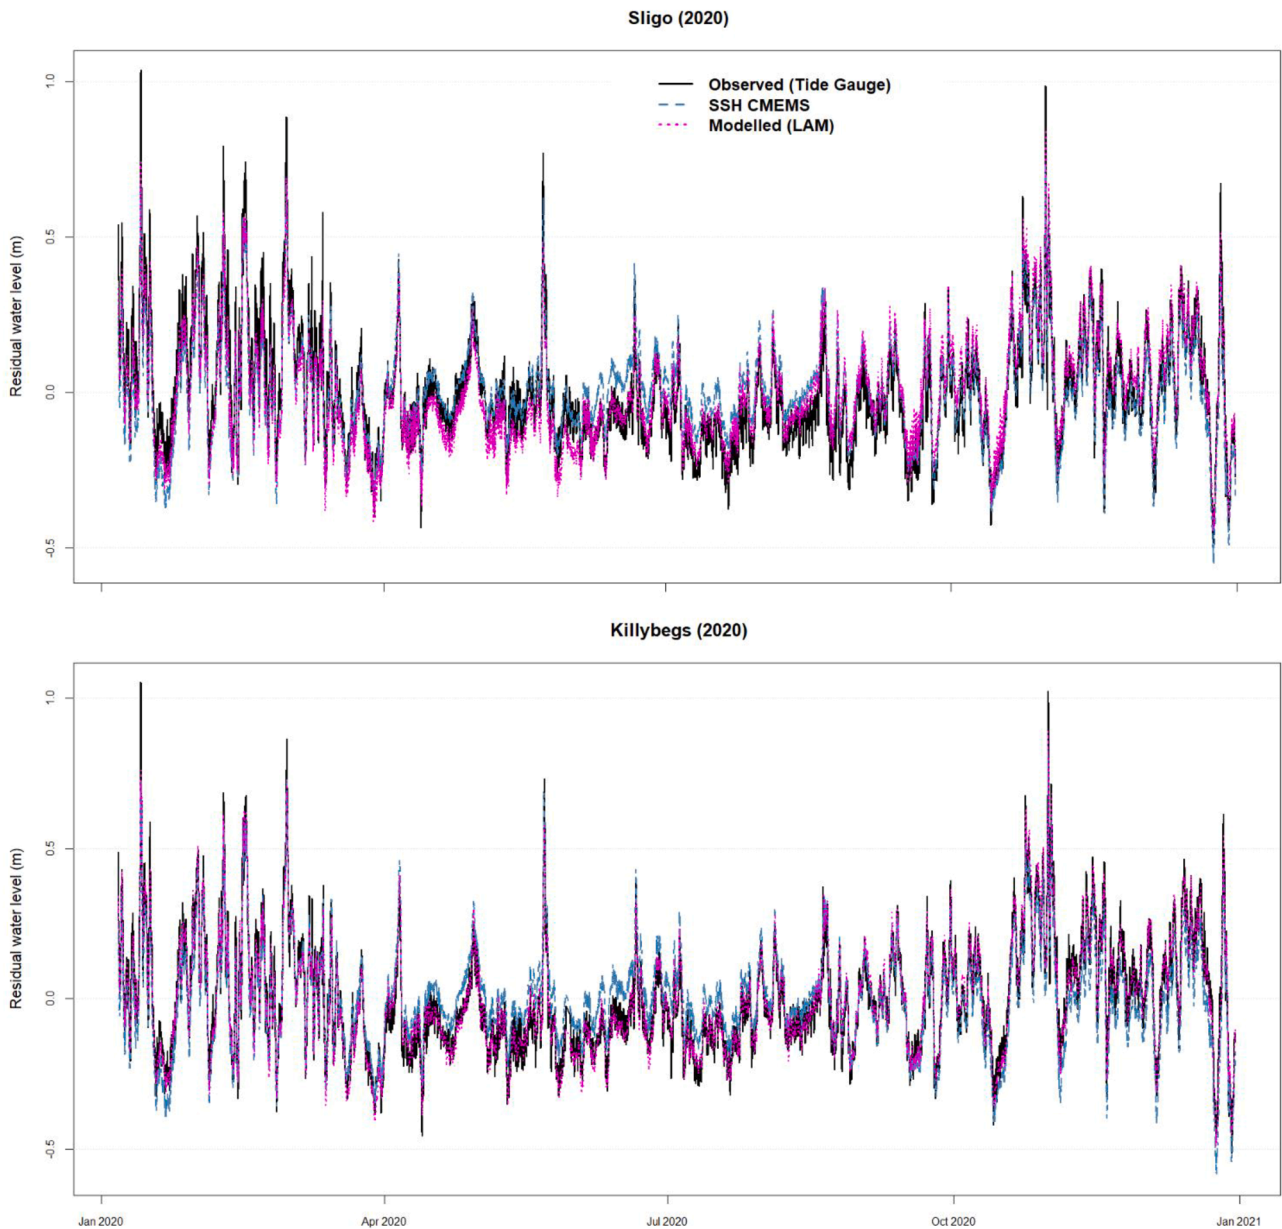 Sligo (2020)
Residual water level (m)
1.0
0.5
0.0
-0.5
Observed (Tide Gauge)
SSH CMEMS
Modelled (LAM)
Killybegs (2020)
Residual water level (m)
1.0
0.5
0.0
-0.5
Jan 2020 Apr 2020 Jul 2020 Oct 2020 Jan 2021